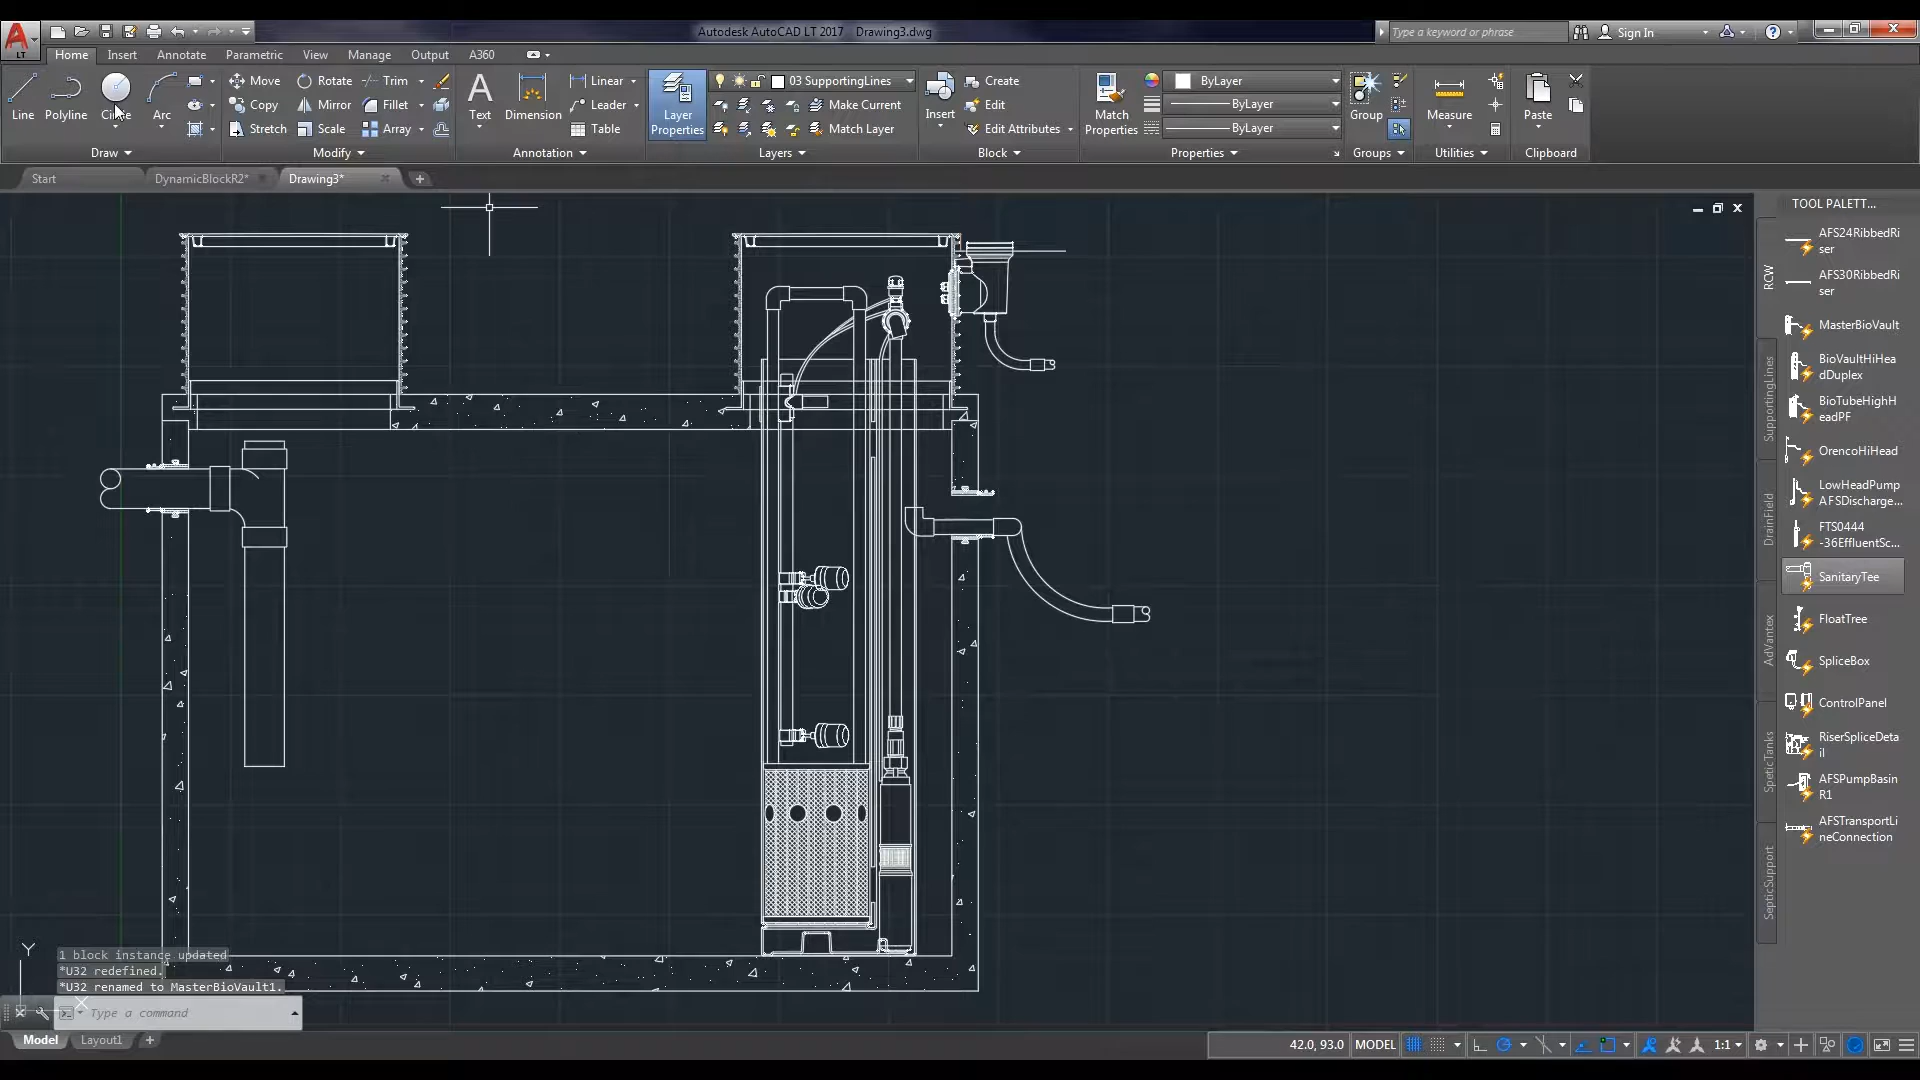 Autodesk AutoCAD LT 2017 Drawing3.dwg
Type a keyword or phrase
Sign In
LT
Home Insert Annotate Parametric View Manage Output A360
Line
Polyline
Circle
Arc
Draw
Move
Copy
Stretch
Rotate
Mirror
Scale
Trim
Fillet
Array
Modify
Text
Dimension
Linear
Leader
Table
Annotation
Layer
Properties
03 SupportingLines
Make Current
Match Layer
Layers
Insert
Create
Edit
Edit Attributes
Block
Match
Properties
ByLayer
ByLayer
ByLayer
Properties
Group
Groups
Measure
Utilities
Paste
Clipboard
Start
DynamicBlockR2*
Drawing3*
TOOL PALETT...
RCW
SupportingLines
DrainField
AdVantex
SpeticTanks
SepticSupport
AFS24RibbedRi
ser
AFS30RibbedRi
ser
MasterBioVault
BioVaultHiHea
dDuplex
BioTubeHighH
eadPF
OrencoHiHead
LowHeadPump
AFSDischarge...
FTS0444
-36EffluentSc...
SanitaryTee
FloatTree
SpliceBox
ControlPanel
RiserSpliceDeta
il
AFSPumpBasin
R1
AFSTransportLi
neConnection
Y
X
1 block instance updated
*U32 redefined.
*U32 renamed to MasterBioVault1.
Type a command
Model
Layout1
42.0, 93.0
MODEL
1:1